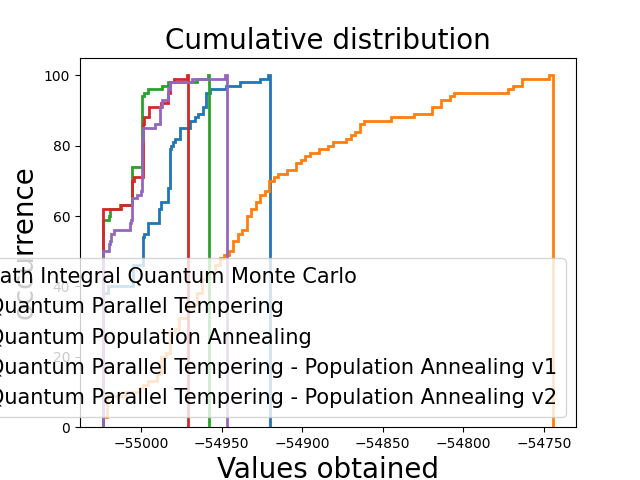 Cumulative distribution
100
80
60
40
20
0
occurrence
ath Integral Quantum Monte Carlo
Quantum Parallel Tempering
Quantum Population Annealing
Quantum Parallel Tempering - Population Annealing v1
Quantum Parallel Tempering - Population Annealing v2
−55000 −54950 −54900 −54850 −54800 −54750
Values obtained